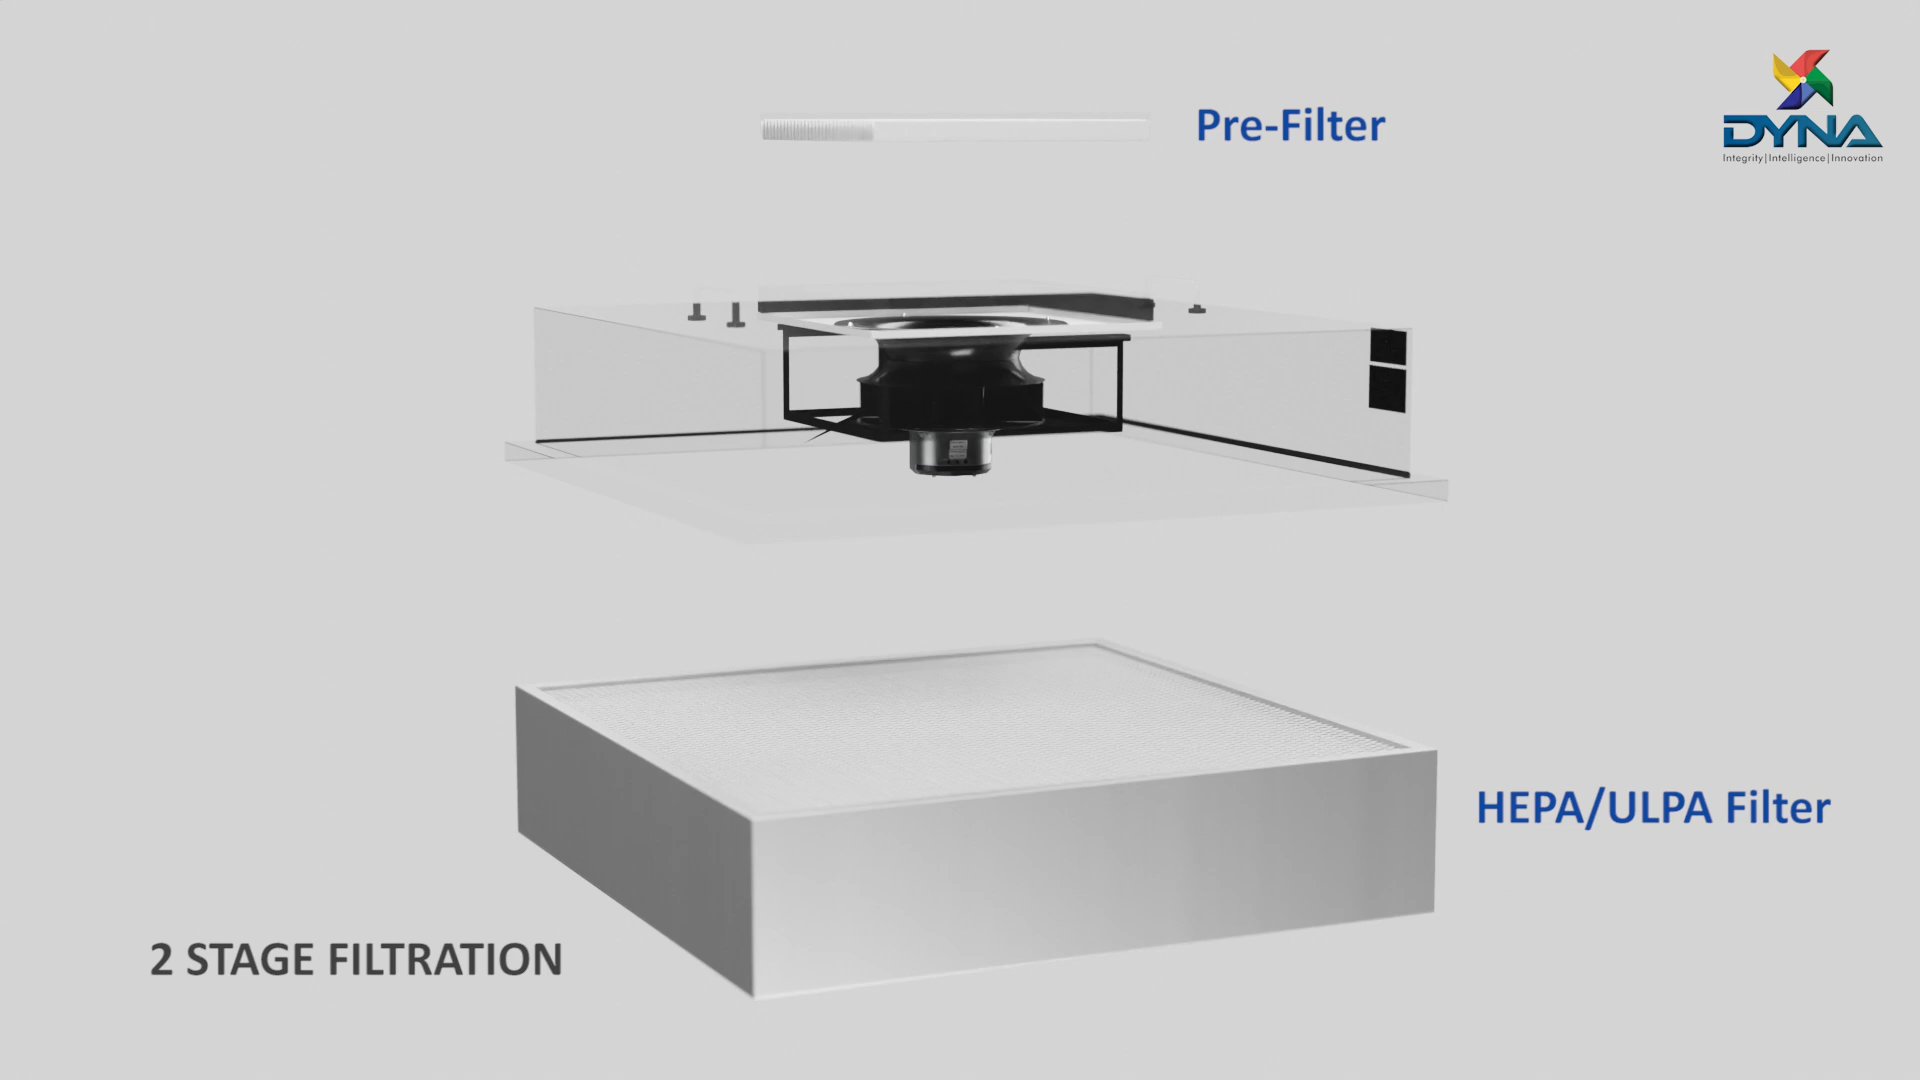 Pre-Filter
DYNA
Integrity|Intelligence|Innovation
HEPA/ULPA Filter
2 STAGE FILTRATION